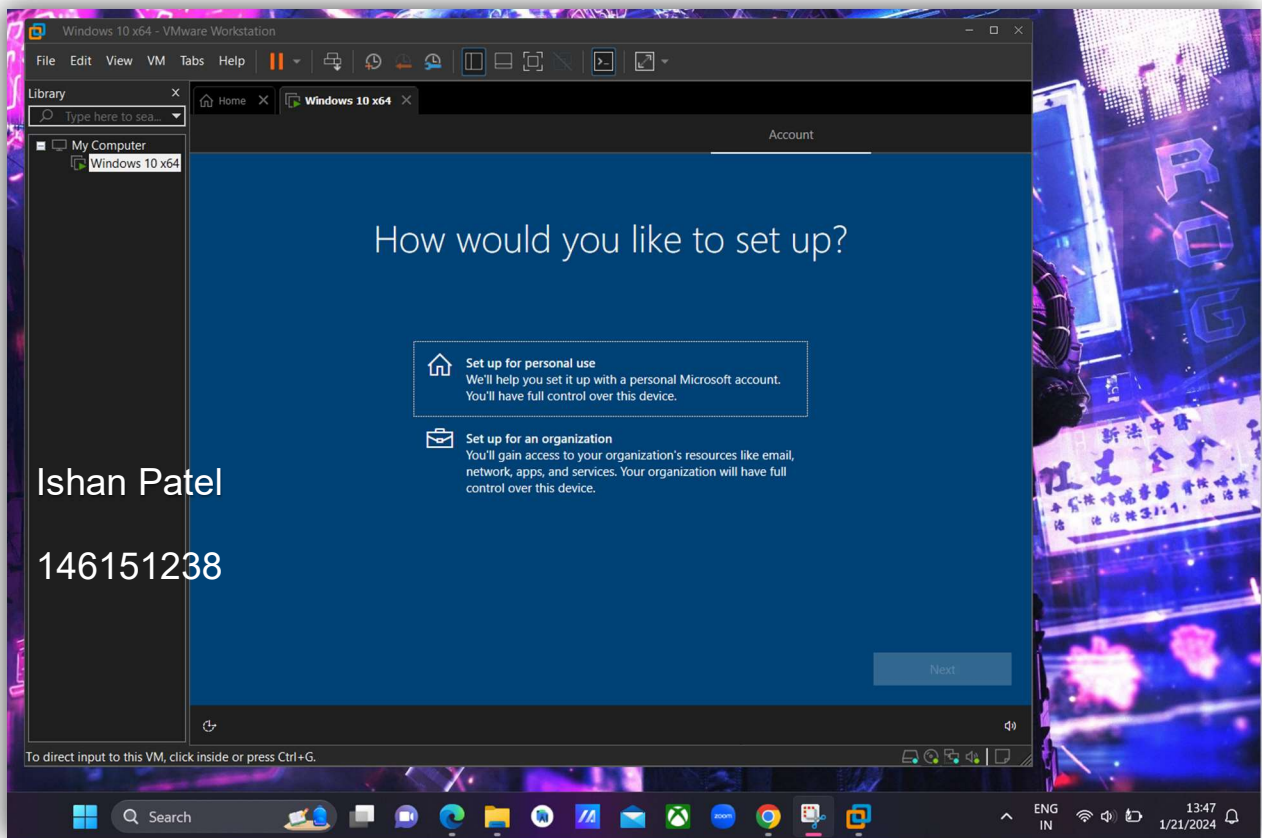 Windows 10 x64 - VMware Workstation
File Edit View VM Tabs Help
Library
Type here to sea...
My Computer
Windows 10 x64
Home
Windows 10 x64
Account
How would you like to set up?
Set up for personal use
We'll help you set it up with a personal Microsoft account.
You'll have full control over this device.
Set up for an organization
You'll gain access to your organization's resources like email,
network, apps, and services. Your organization will have full
control over this device.
Ishan Patel
146151238
Next
To direct input to this VM, click inside or press Ctrl+G.
ROG
Search
zoom
ENG
IN
13:47
1/21/2024